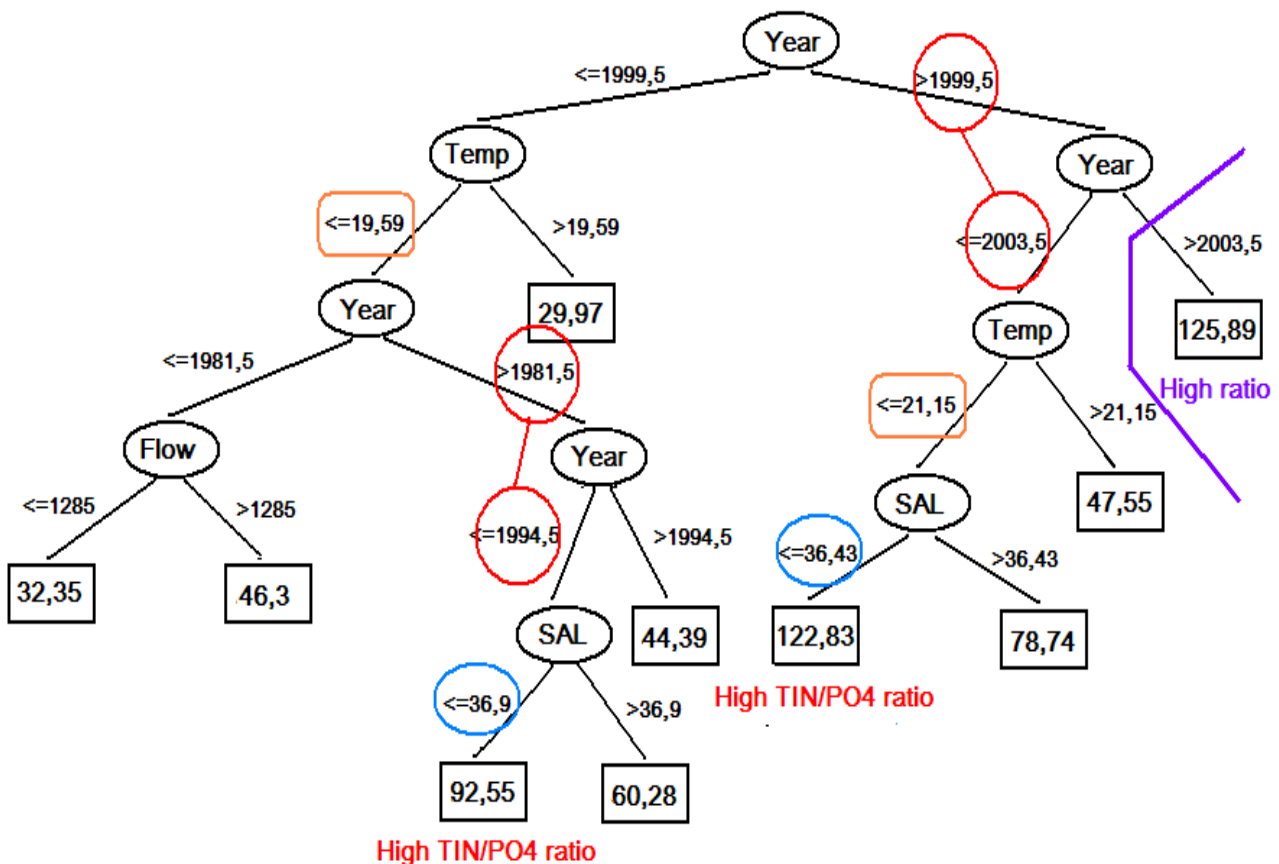 Year
<=1999,5
>1999,5
Temp
Year
<=19,59
>19,59
<=2003,5
>2003,5
Year
29,97
Temp
125,89
High ratio
<=1981,5
>1981,5
<=21,15
>21,15
Flow
Year
SAL
47,55
<=1285
>1285
<=1994,5
>1994,5
<=36,43
>36,43
32,35
46,3
SAL
44,39
122,83
78,74
High TIN/PO4 ratio
<=36,9
>36,9
92,55
60,28
High TIN/PO4 ratio